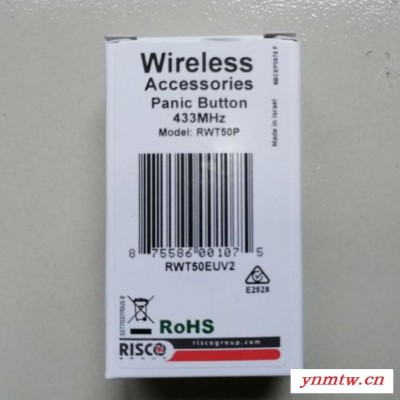 Wireless
Accessories
Panic Button
433MHz
Model: RWT50P
Made in Israel
8 75586 00107 5
RWT50EUV2
E2528
RoHS
RISCO
GROUP
riscogroup.com
ynmtw.cn